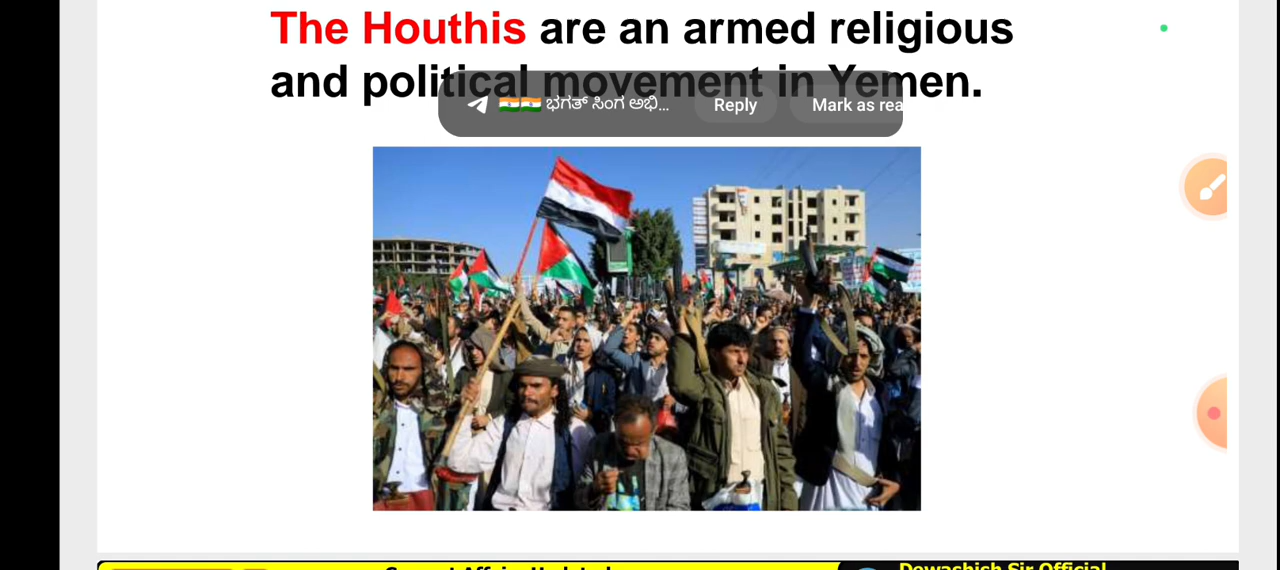 The Houthis are an armed religious
and political movement in Yemen.
🇮🇳🇮🇳 ಭಗತ್ ಸಿಂಗ ಅಭಿ... Reply Mark as rea